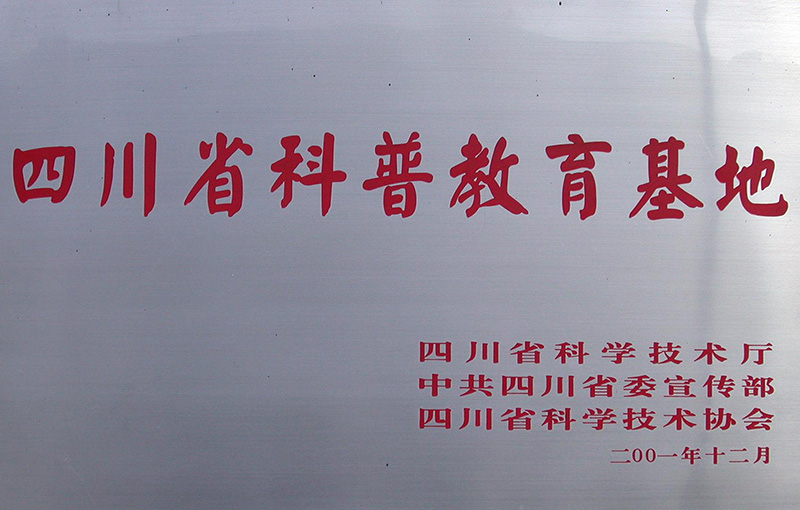 四川省科普教育基地
四川省科学技术厅
中共四川省委宣传部
四川省科学技术协会
二00一年十二月